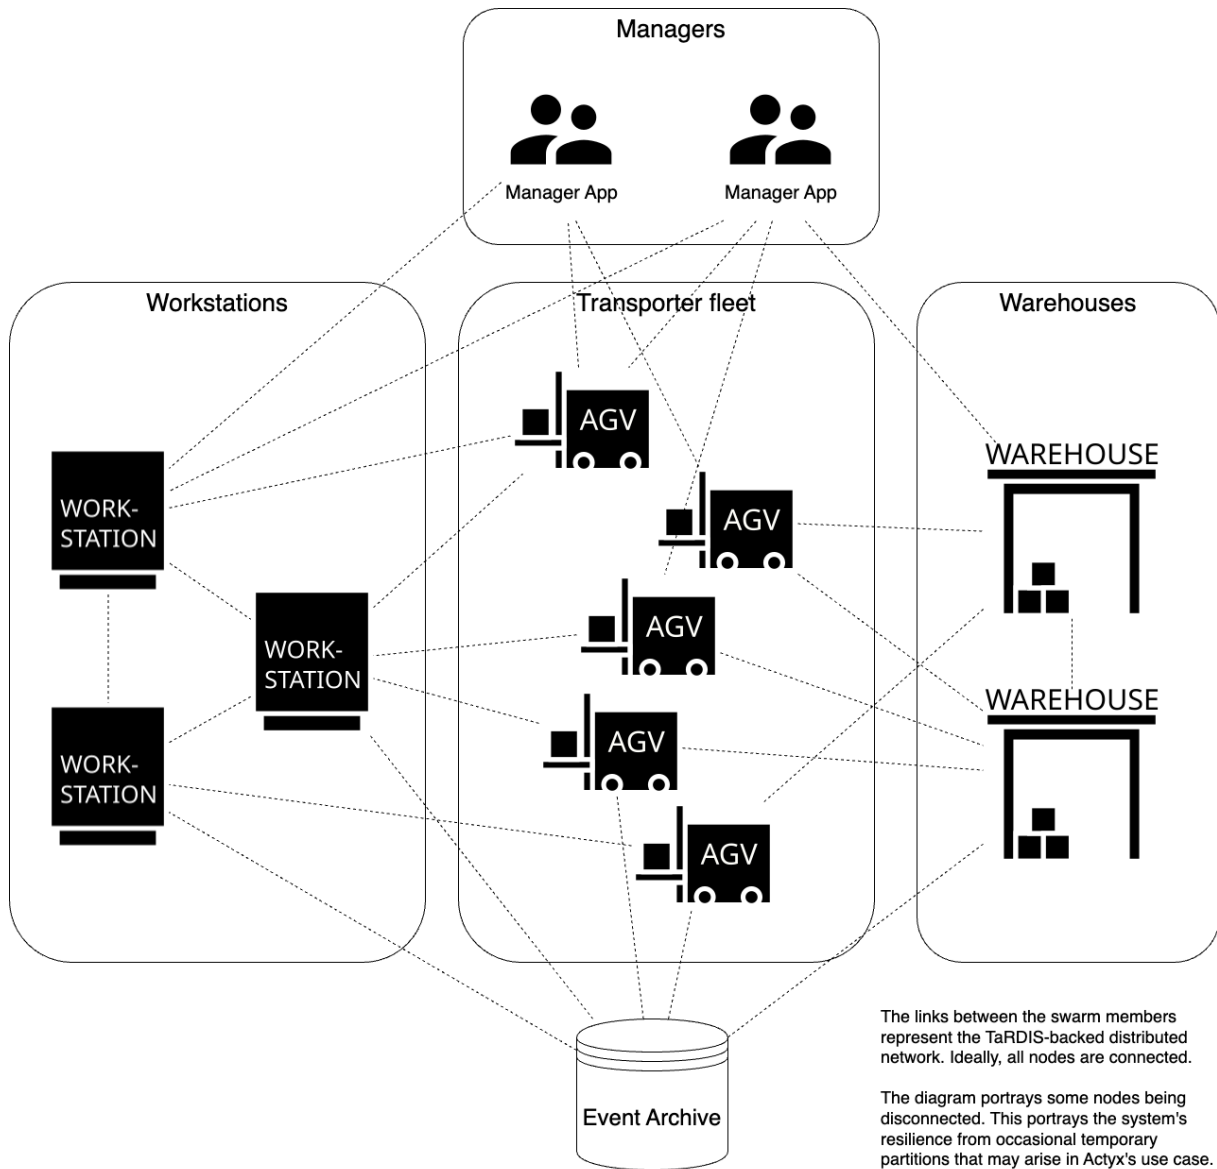 Managers
Manager App
Manager App
Workstations
Transporter fleet
Warehouses
AGV
WAREHOUSE
WORK-
STATION
AGV
AGV
WORK-
STATION
WAREHOUSE
AGV
WORK-
STATION
AGV
The links between the swarm members
represent the TaRDIS-backed distributed
network. Ideally, all nodes are connected.
The diagram portrays some nodes being
disconnected. This portrays the system's
resilience from occasional temporary
partitions that may arise in Actyx's use case.
Event Archive